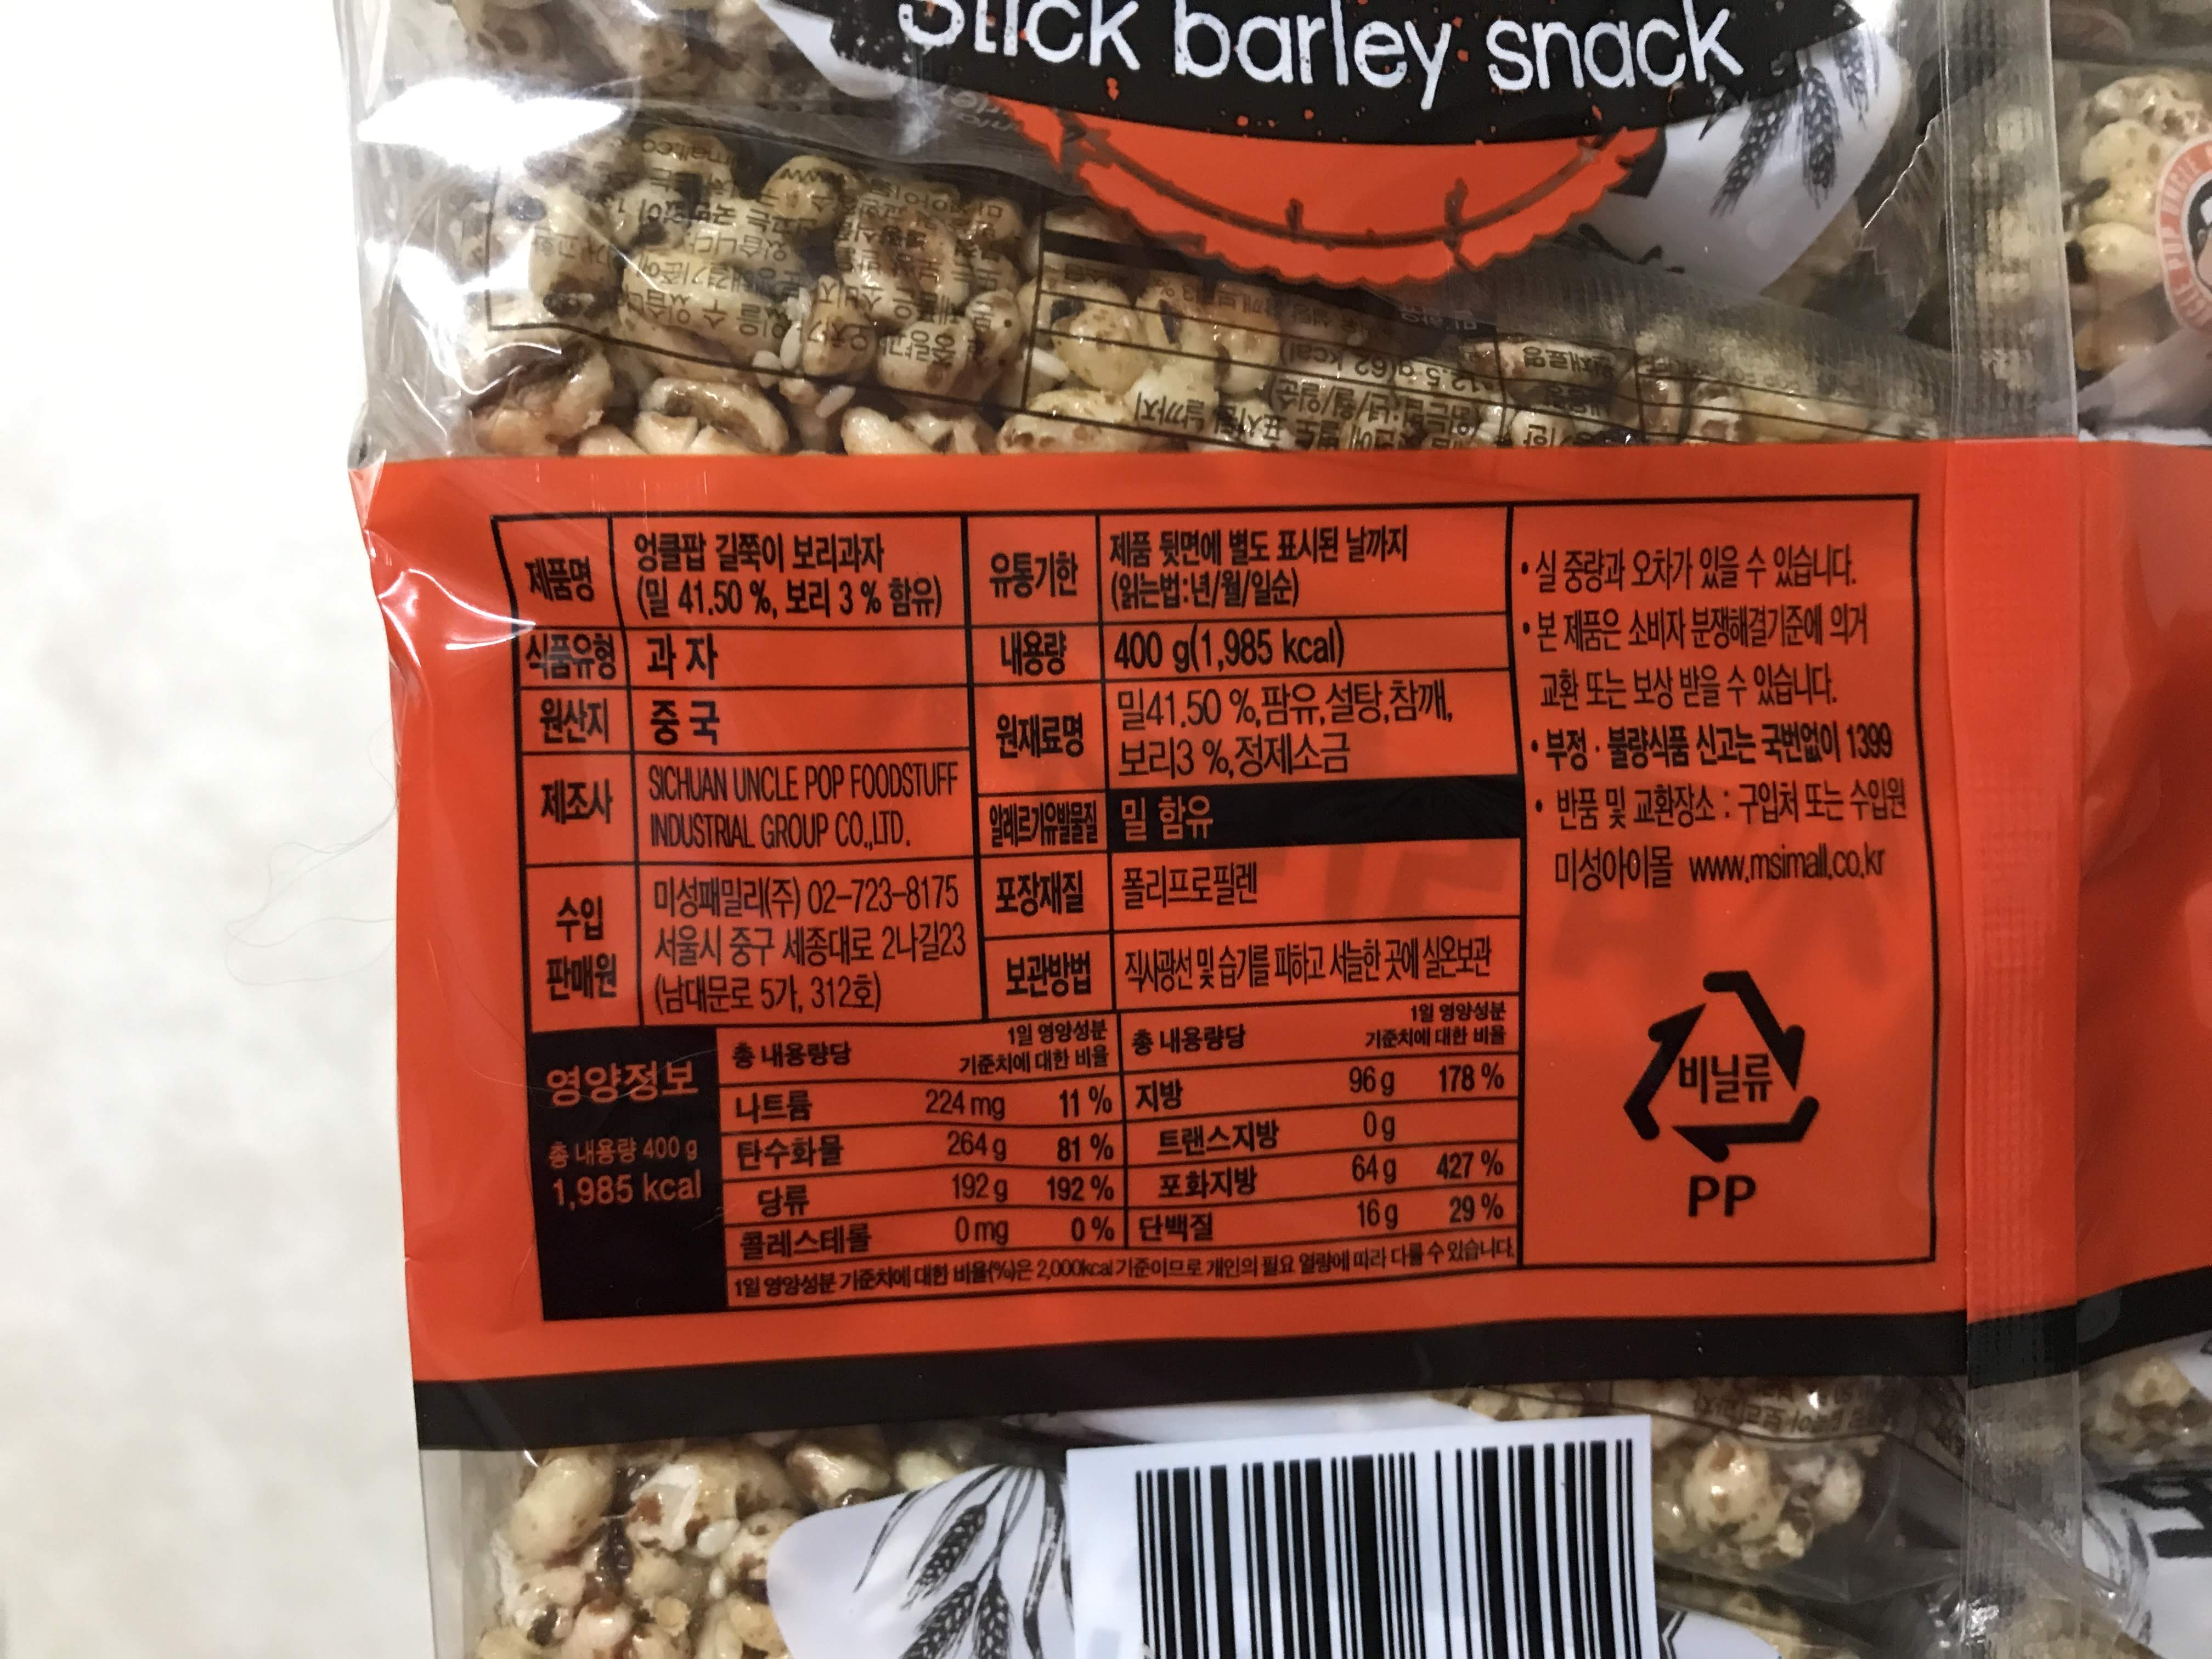 Stick barley snack
제품명
엉클팝 길쭉이 보리과자
(밀 41.50 %, 보리 3 % 함유)
식품유형
과 자
원산지
중 국
제조사
SICHUAN UNCLE POP FOODSTUFF
INDUSTRIAL GROUP CO.,LTD.
수입
판매원
미성패밀리(주) 02-723-8175
서울시 중구 세종대로 2나길23
(남대문로 5가, 312호)
유통기한
제품 뒷면에 별도 표시된 날까지
(읽는법:년/월/일순)
내용량
400 g(1,985 kcal)
원재료명
밀41.50 %,팜유,설탕,참깨,
보리3 %,정제소금
알레르기유발물질
밀 함유
포장재질
폴리프로필렌
보관방법
직사광선 및 습기를 피하고 서늘한 곳에 실온보관
• 실 중량과 오차가 있을 수 있습니다.
• 본 제품은 소비자 분쟁해결기준에 의거
교환 또는 보상 받을 수 있습니다.
• 부정 · 불량식품 신고는 국번없이 1399
• 반품 및 교환장소 : 구입처 또는 수입원
미성아이몰 www.msimall.co.kr
비닐류
PP
영양정보
총 내용량 400 g
1,985 kcal
총 내용량당
1일 영양성분
기준치에 대한 비율
나트륨 224 mg 11 %
탄수화물 264 g 81 %
당류 192 g 192 %
콜레스테롤 0 mg 0 %
총 내용량당
1일 영양성분
기준치에 대한 비율
지방 96 g 178 %
트랜스지방 0 g
포화지방 64 g 427 %
단백질 16 g 29 %
1일 영양성분 기준치에 대한 비율(%)은 2,000kcal 기준이므로 개인의 필요 열량에 따라 다를 수 있습니다.